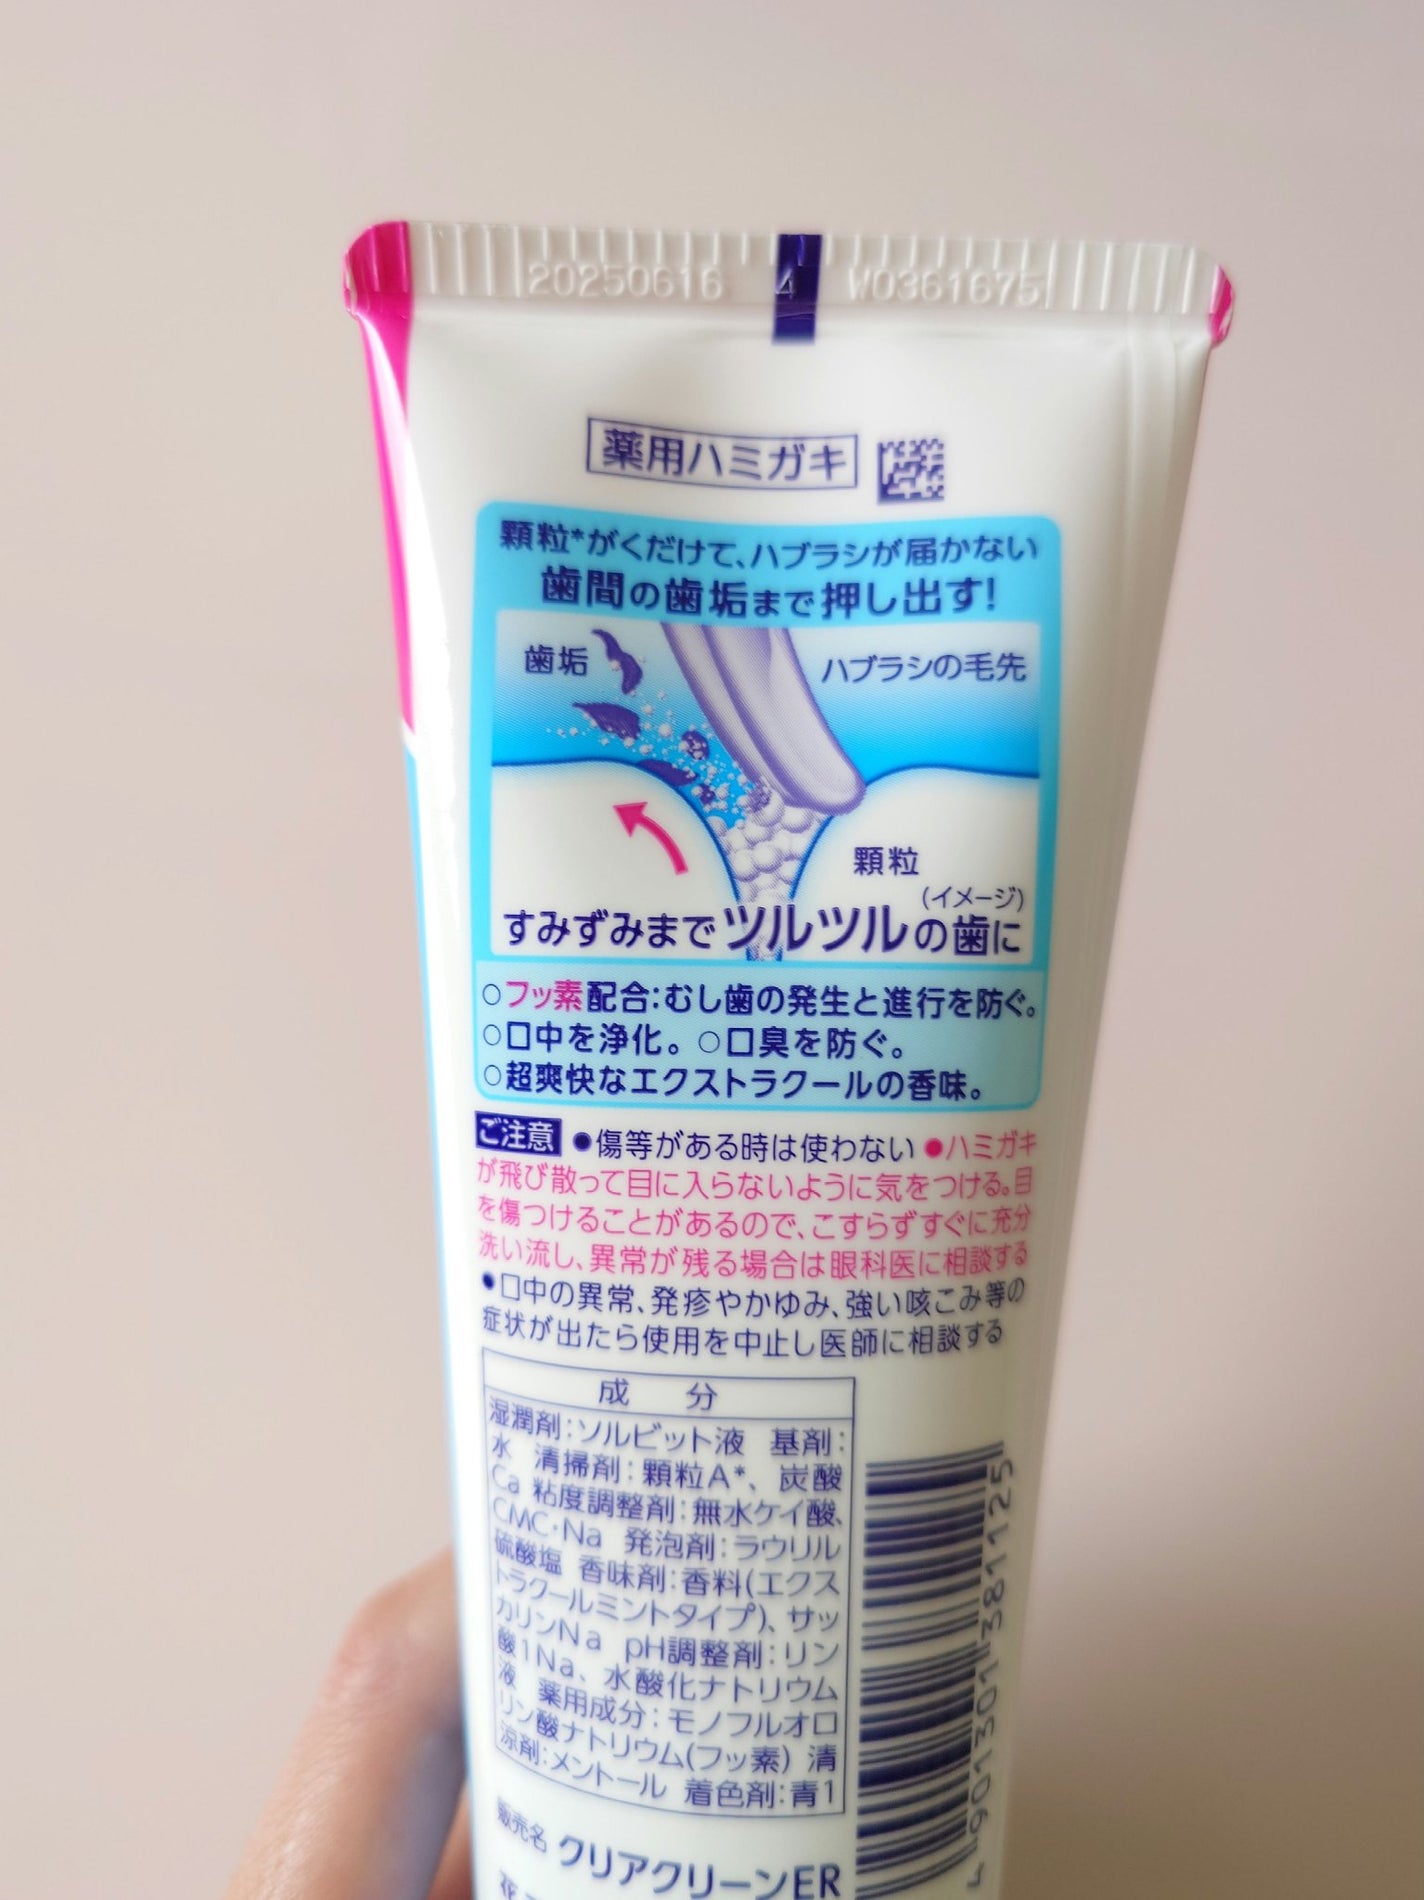 20250616 4 W0361675
薬用ハミガキ
顆粒*がくだけて、ハブラシが届かない
歯間の歯垢まで押し出す!
歯垢
ハブラシの毛先
顆粒
(イメージ)
すみずみまでツルツルの歯に
○フッ素配合:むし歯の発生と進行を防ぐ。
○口中を浄化。○口臭を防ぐ。
○超爽快なエクストラクールの香味。
ご注意 ●傷等がある時は使わない ●ハミガキ
が飛び散って目に入らないように気をつける。目
を傷つけることがあるので、こすらずすぐに充分
洗い流し、異常が残る場合は眼科医に相談する
●口中の異常、発疹やかゆみ、強い咳こみ等の
症状が出たら使用を中止し医師に相談する
成 分
湿潤剤:ソルビット液 基剤:
水 清掃剤:顆粒A*、炭酸
Ca 粘度調整剤:無水ケイ酸、
CMC・Na 発泡剤:ラウリル
硫酸塩 香味剤:香料(エクス
トラクールミントタイプ)、サッ
カリンNa pH調整剤:リン
酸1Na、水酸化ナトリウム
液 薬用成分:モノフルオロ
リン酸ナトリウム(フッ素) 清
涼剤:メントール 着色剤:青1
4 901301 381125
販売名 クリアクリーンER
花